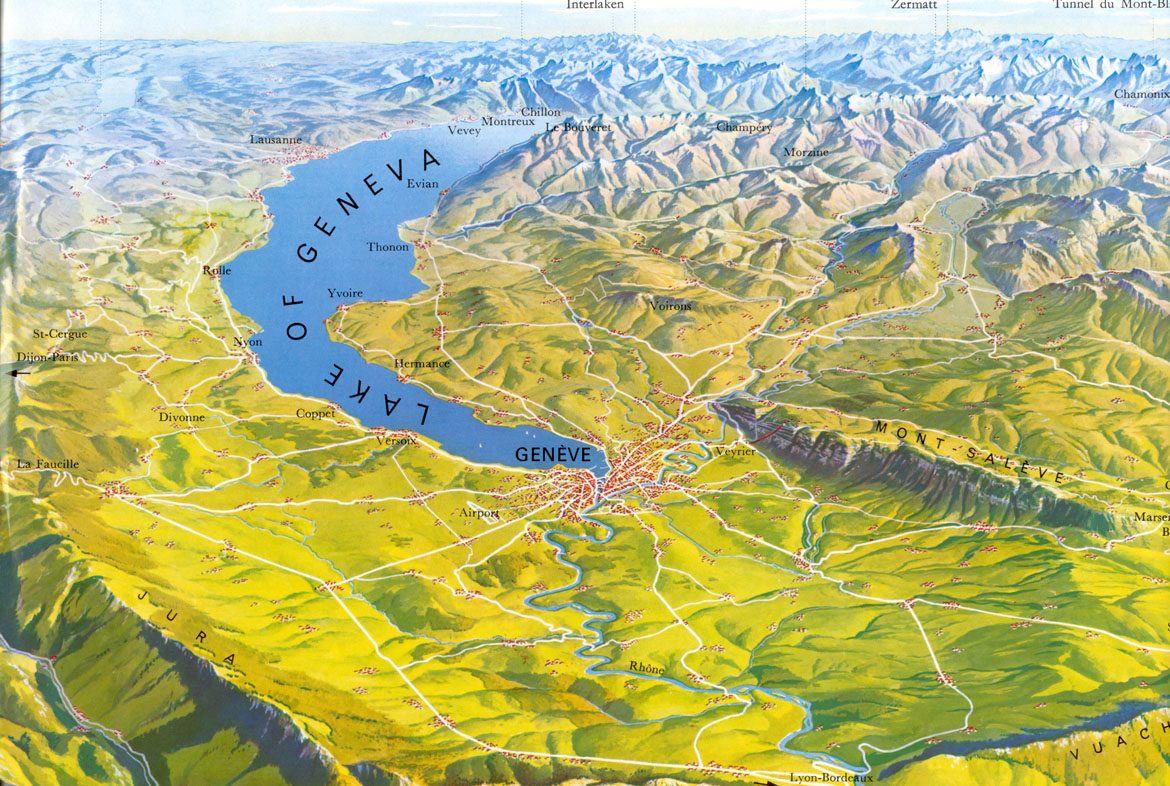 Interlaken
Zermatt
Tunnel du Mont-Bl
Chamonix
Chillon
Montreux
Vevey
Le Bouveret
Champéry
Lausanne
Morzine
Evian
Thonon
Rolle
Yvoire
Voirons
St-Cergue
Nyon
Dijon-Paris
Hermance
LAKE OF GENEVA
Divonne
Coppet
Versoix
GENÈVE
Veyrier
MONT-SALÈVE
La Faucille
Airport
Marse
JURA
Rhône
VUACH
Lyon-Bordeaux